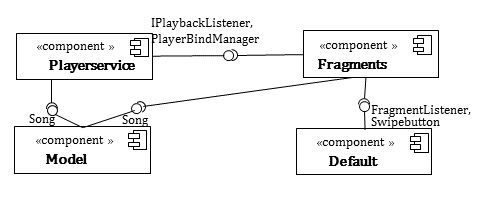 IPlaybackListener,
PlayerBindManager
«component »
Playerservice
«component »
Fragments
Song
Song
FragmentListener,
Swipebutton
«component »
Model
«component »
Default